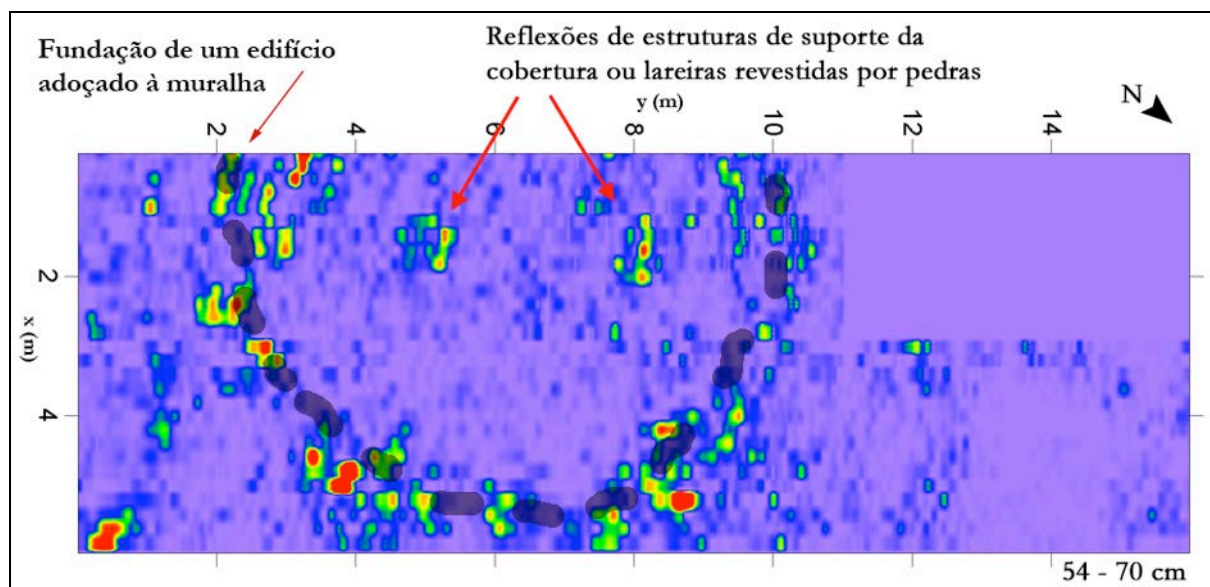 Fundação de um edifício
adoçado à muralha
Reflexões de estruturas de suporte da
cobertura ou lareiras revestidas por pedras
y (m)
N
2 4 6 8 10 12 14
x (m)
2
4
54 - 70 cm